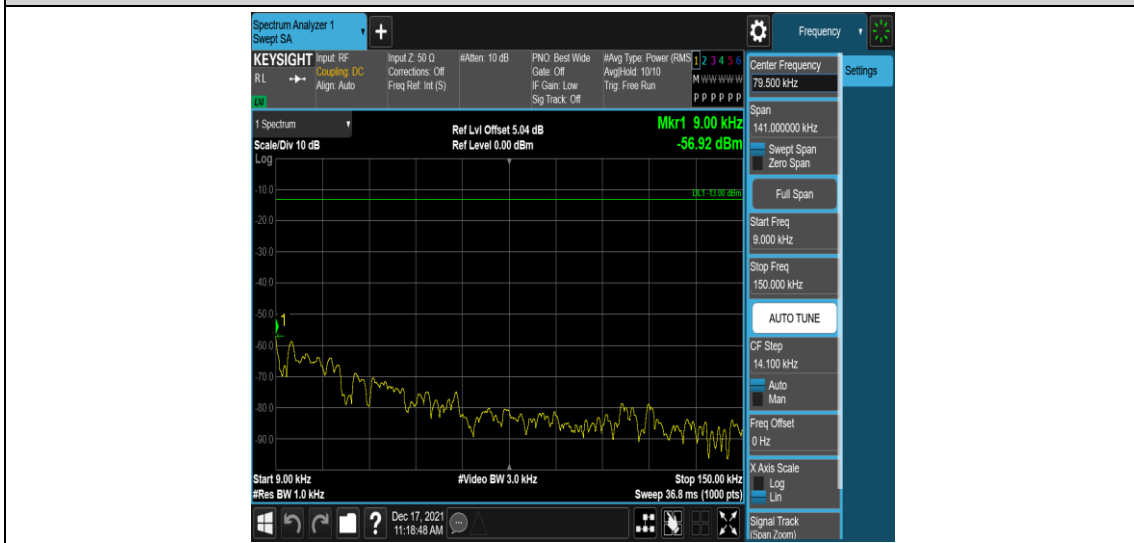 Spectrum Analyzer 1
Swept SA
+
Frequency
KEYSIGHT
RL
LXI
Input: RF
Coupling: DC
Align: Auto
Input Z: 50 Ω
Corrections: Off
Freq Ref: Int (S)
#Atten: 10 dB
PNO: Best Wide
Gate: Off
IF Gain: Low
Sig Track: Off
#Avg Type: Power (RMS
Avg|Hold: 10/10
Trig: Free Run
1 2 3 4 5 6
M W W W W W
P P P P P P
1 Spectrum
Scale/Div 10 dB
Log
Ref Lvl Offset 5.04 dB
Ref Level 0.00 dBm
Mkr1 9.00 kHz
-56.92 dBm
DL1 -13.00 dBm
-10.0
-20.0
-30.0
-40.0
-50.0
1
-60.0
-70.0
-80.0
-90.0
Start 9.00 kHz
#Res BW 1.0 kHz
#Video BW 3.0 kHz
Stop 150.00 kHz
Sweep 36.8 ms (1000 pts)
Center Frequency
79.500 kHz
Settings
Span
141.000000 kHz
Swept Span
Zero Span
Full Span
Start Freq
9.000 kHz
Stop Freq
150.000 kHz
AUTO TUNE
CF Step
14.100 kHz
Auto
Man
Freq Offset
0 Hz
X Axis Scale
Log
Lin
Signal Track
(Span Zoom)
?
Dec 17, 2021
11:18:48 AM